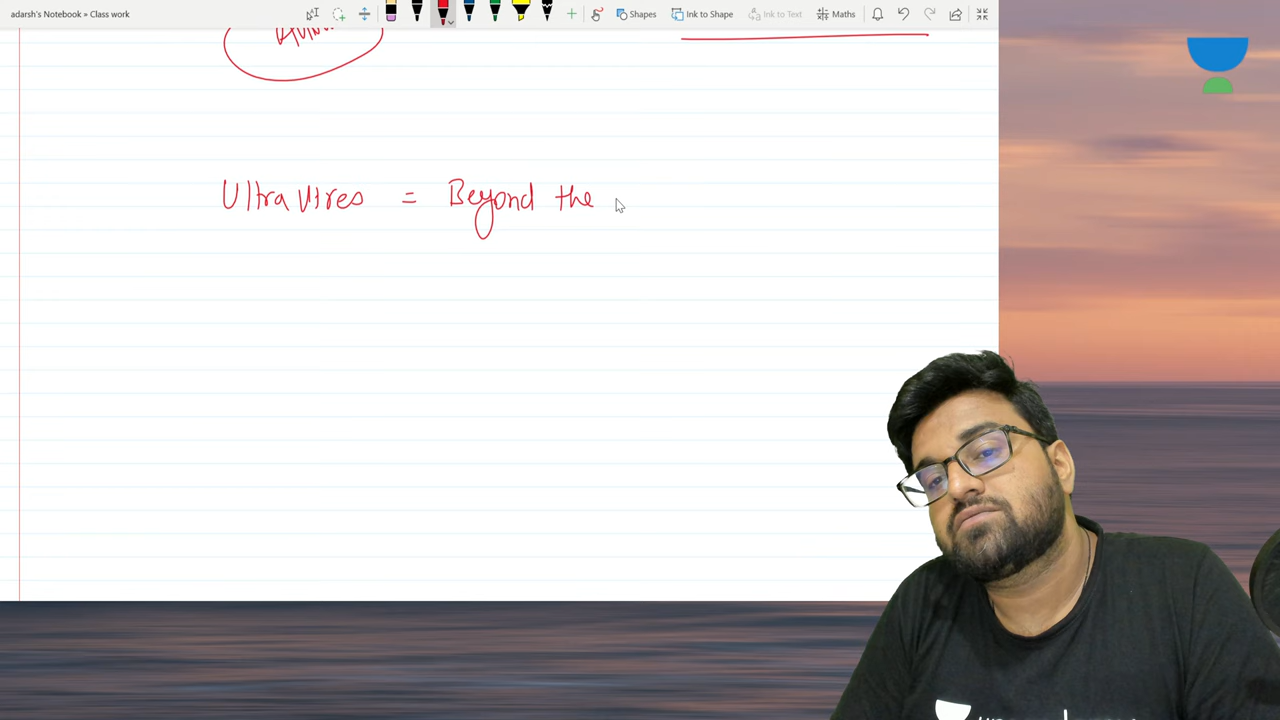 adarsh's Notebook » Class work
Shapes
Ink to Shape
Ink to Text
Maths
Ultra Vires = Beyond the